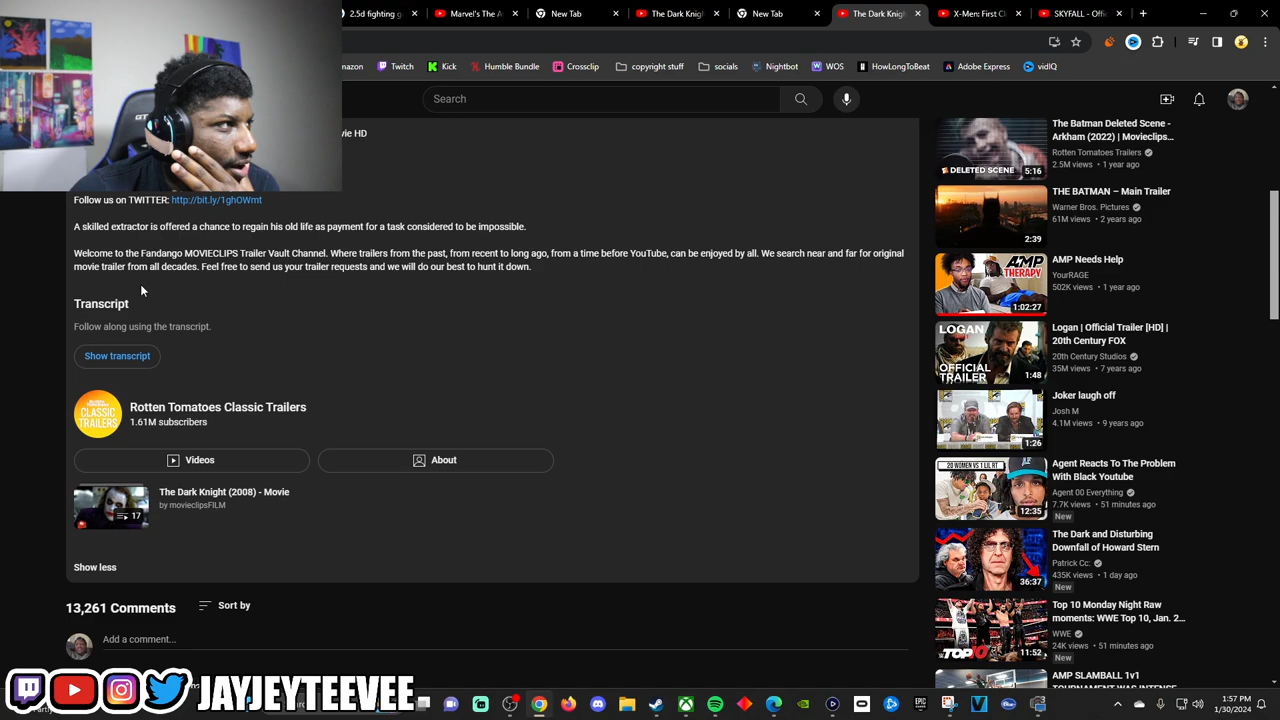 2.5d fighting g
Marvel's The A
New Tab
The Dark Knig
New Tab
The Dark Knigh
X-Men: First C
SKYFALL - Offi
Twitch
Kick
Humble Bundle
Crossclip
copyright stuff
socials
Nightbot
WOS
HowLongToBeat
Discover
vidIQ
Search
vie HD
Follow us on TWITTER: http://bit.ly/1ghOWmt
A skilled extractor is offered a chance to regain his old life as payment for a task considered to be impossible.
Welcome to the Fandango MOVIECLIPS Trailer Vault Channel. Where trailers from the past, from recent to long ago, from a time before YouTube, can be enjoyed by all. We search near and far for original
movie trailer from all decades. Feel free to send us your trailer requests and we will do our best to hunt it down.
Transcript
Follow along using the transcript.
Show transcript
CLASSIC
TRAILERS
Rotten Tomatoes Classic Trailers
1.61M subscribers
Videos
About
17
The Dark Knight (2008) - Movie
by movieclipsFILM
Show less
13,261 Comments
Sort by
Add a comment...
DELETED SCENE
5:16
The Batman Deleted Scene -
Arkham (2022) | Movieclips...
Rotten Tomatoes Trailers
2.5M views • 1 year ago
2:39
THE BATMAN – Main Trailer
Warner Bros. Pictures
61M views • 2 years ago
AMP
THERAPY
1:02:27
AMP Needs Help
YourRAGE
502K views • 1 year ago
LOGAN
OFFICIAL
TRAILER
1:48
Logan | Official Trailer [HD] |
20th Century FOX
20th Century Studios
35M views • 7 years ago
1:26
Joker laugh off
Josh M
4.1M views • 9 years ago
20 WOMEN VS 1 LIL RT
12:35
Agent Reacts To The Problem
With Black Youtube
Agent 00 Everything
7.7K views • 51 minutes ago
New
36:37
The Dark and Disturbing
Downfall of Howard Stern
Patrick Cc:
435K views • 1 day ago
New
TOP10
11:52
Top 10 Monday Night Raw
moments: WWE Top 10, Jan. 2...
WWE
24K views • 51 minutes ago
New
AMP SLAMBALL 1v1
JAYJEYTEEVEE
1:57 PM
1/30/2024